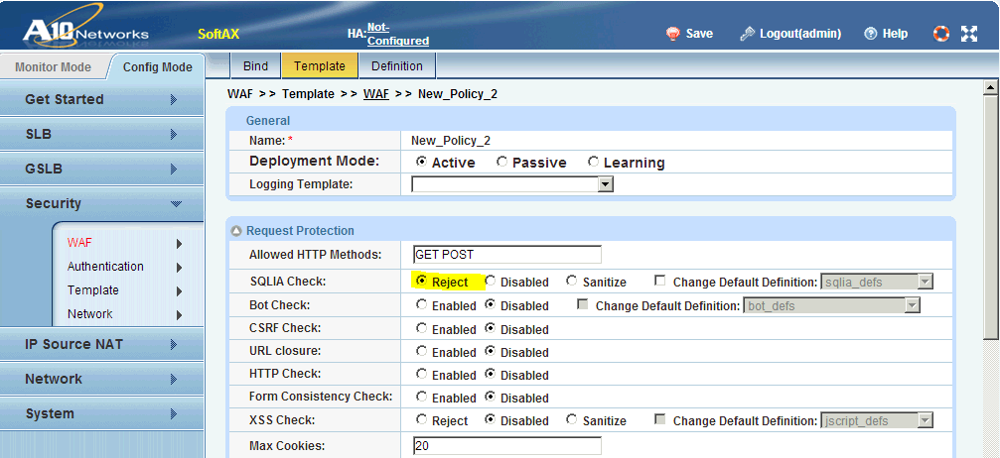 A10 Networks SoftAX HA: Not-Configured Save Logout(admin) Help
Monitor Mode Config Mode Bind Template Definition
Get Started
SLB
GSLB
Security
WAF
Authentication
Template
Network
IP Source NAT
Network
System
WAF >> Template >> WAF >> New_Policy_2
General
Name: * New_Policy_2
Deployment Mode: Active Passive Learning
Logging Template:
Request Protection
Allowed HTTP Methods: GET POST
SQLIA Check: Reject Disabled Sanitize Change Default Definition: sqlia_defs
Bot Check: Enabled Disabled Change Default Definition: bot_defs
CSRF Check: Enabled Disabled
URL closure: Enabled Disabled
HTTP Check: Enabled Disabled
Form Consistency Check: Enabled Disabled
XSS Check: Reject Disabled Sanitize Change Default Definition: jscript_defs
Max Cookies: 20